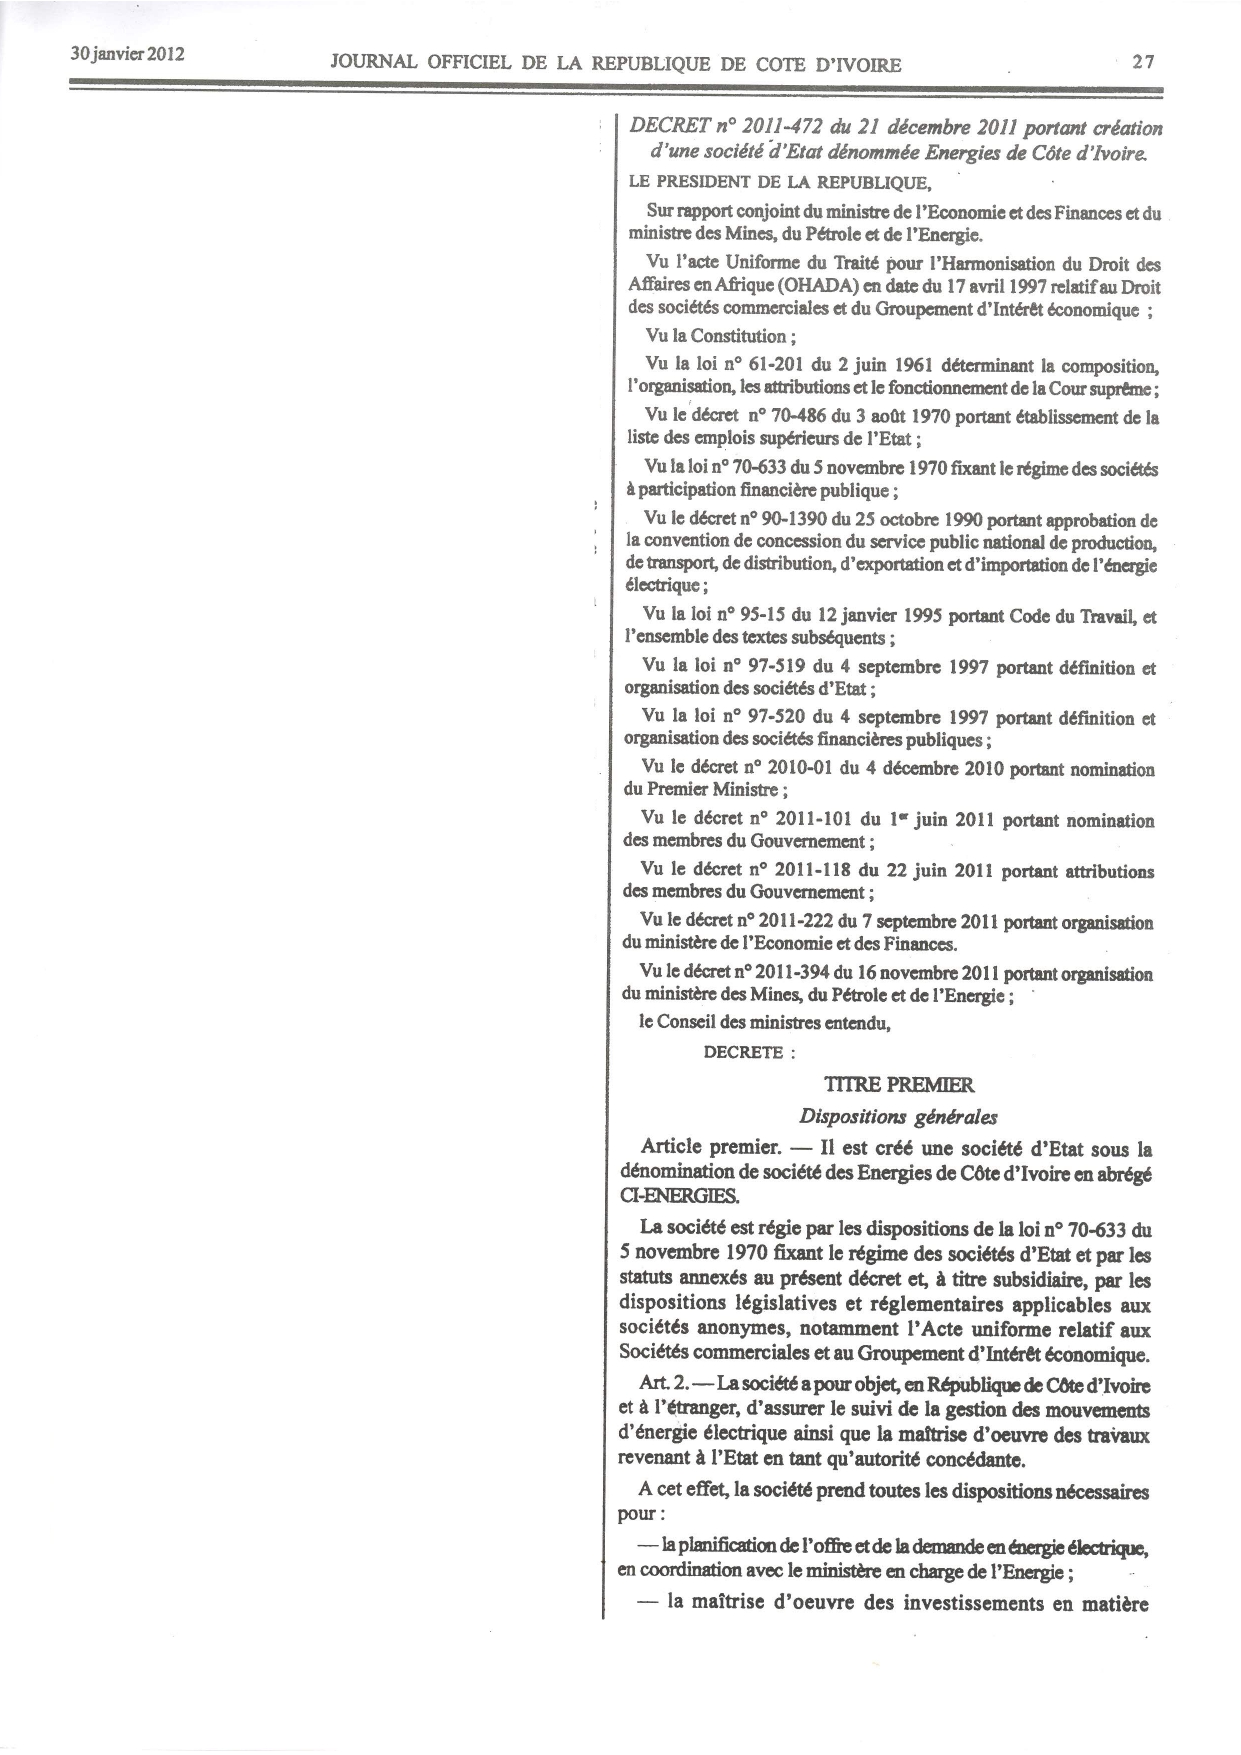 30 janvier 2012
JOURNAL OFFICIEL DE LA REPUBLIQUE DE COTE D'IVOIRE
27
DECRET n° 2011-472 du 21 décembre 2011 portant création
d'une société d'Etat dénommée Energies de Côte d'Ivoire.
LE PRESIDENT DE LA REPUBLIQUE,
Sur rapport conjoint du ministre de l'Economie et des Finances et du
ministre des Mines, du Pétrole et de l'Energie.
Vu l'acte Uniforme du Traité pour l'Harmonisation du Droit des
Affaires en Afrique (OHADA) en date du 17 avril 1997 relatif au Droit
des sociétés commerciales et du Groupement d'Intérêt économique ;
Vu la Constitution ;
Vu la loi n° 61-201 du 2 juin 1961 déterminant la composition,
l'organisation, les attributions et le fonctionnement de la Cour suprême ;
Vu le décret n° 70-486 du 3 août 1970 portant établissement de la
liste des emplois supérieurs de l'Etat ;
Vu la loi n° 70-633 du 5 novembre 1970 fixant le régime des sociétés
à participation financière publique ;
Vu le décret n° 90-1390 du 25 octobre 1990 portant approbation de
la convention de concession du service public national de production,
de transport, de distribution, d'exportation et d'importation de l'énergie
électrique ;
Vu la loi n° 95-15 du 12 janvier 1995 portant Code du Travail, et
l'ensemble des textes subséquents ;
Vu la loi n° 97-519 du 4 septembre 1997 portant définition et
organisation des sociétés d'Etat ;
Vu la loi n° 97-520 du 4 septembre 1997 portant définition et
organisation des sociétés financières publiques ;
Vu le décret n° 2010-01 du 4 décembre 2010 portant nomination
du Premier Ministre ;
Vu le décret n° 2011-101 du 1er juin 2011 portant nomination
des membres du Gouvernement ;
Vu le décret n° 2011-118 du 22 juin 2011 portant attributions
des membres du Gouvernement ;
Vu le décret n° 2011-222 du 7 septembre 2011 portant organisation
du ministère de l'Economie et des Finances.
Vu le décret n° 2011-394 du 16 novembre 2011 portant organisation
du ministère des Mines, du Pétrole et de l'Energie ;
le Conseil des ministres entendu,
DECRETE :
TITRE PREMIER
Dispositions générales
Article premier. — Il est créé une société d'Etat sous la
dénomination de société des Energies de Côte d'Ivoire en abrégé
CI-ENERGIES.
La société est régie par les dispositions de la loi n° 70-633 du
5 novembre 1970 fixant le régime des sociétés d'Etat et par les
statuts annexés au présent décret et, à titre subsidiaire, par les
dispositions législatives et réglementaires applicables aux
sociétés anonymes, notamment l'Acte uniforme relatif aux
Sociétés commerciales et au Groupement d'Intérêt économique.
Art. 2. — La société a pour objet, en République de Côte d'Ivoire
et à l'étranger, d'assurer le suivi de la gestion des mouvements
d'énergie électrique ainsi que la maîtrise d'oeuvre des travaux
revenant à l'Etat en tant qu'autorité concédante.
A cet effet, la société prend toutes les dispositions nécessaires
pour :
— la planification de l'offre et de la demande en énergie électrique,
en coordination avec le ministère en charge de l'Energie ;
— la maîtrise d'oeuvre des investissements en matière